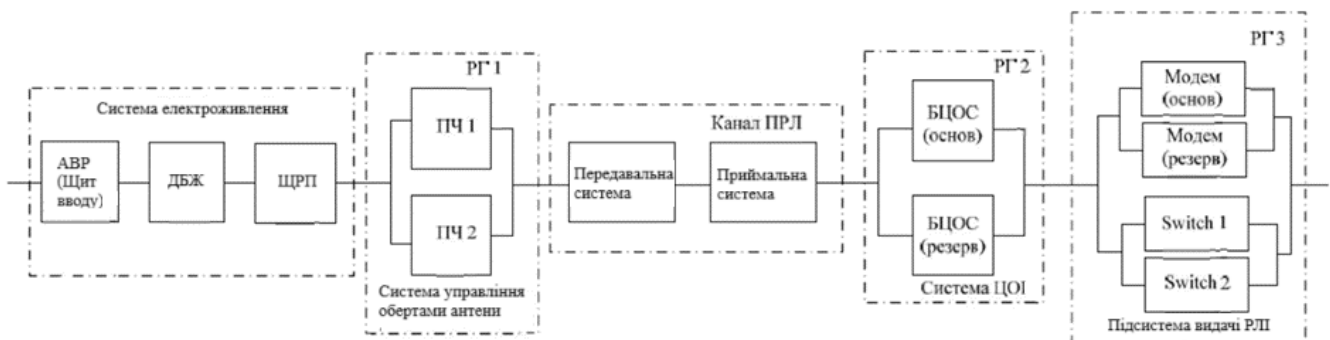 Система електроживлення
АВР
(Щит
вводу)
ДБЖ
ЩРП
РГ 1
ПЧ 1
ПЧ 2
Система управління
обертами антени
Канал ПРЛ
Передавальна
система
Приймальна
система
РГ 2
БЦОС
(основ)
БЦОС
(резерв)
Система ЦОІ
РГ 3
Модем
(основ)
Модем
(резерв)
Switch 1
Switch 2
Підсистема видачі РЛІ